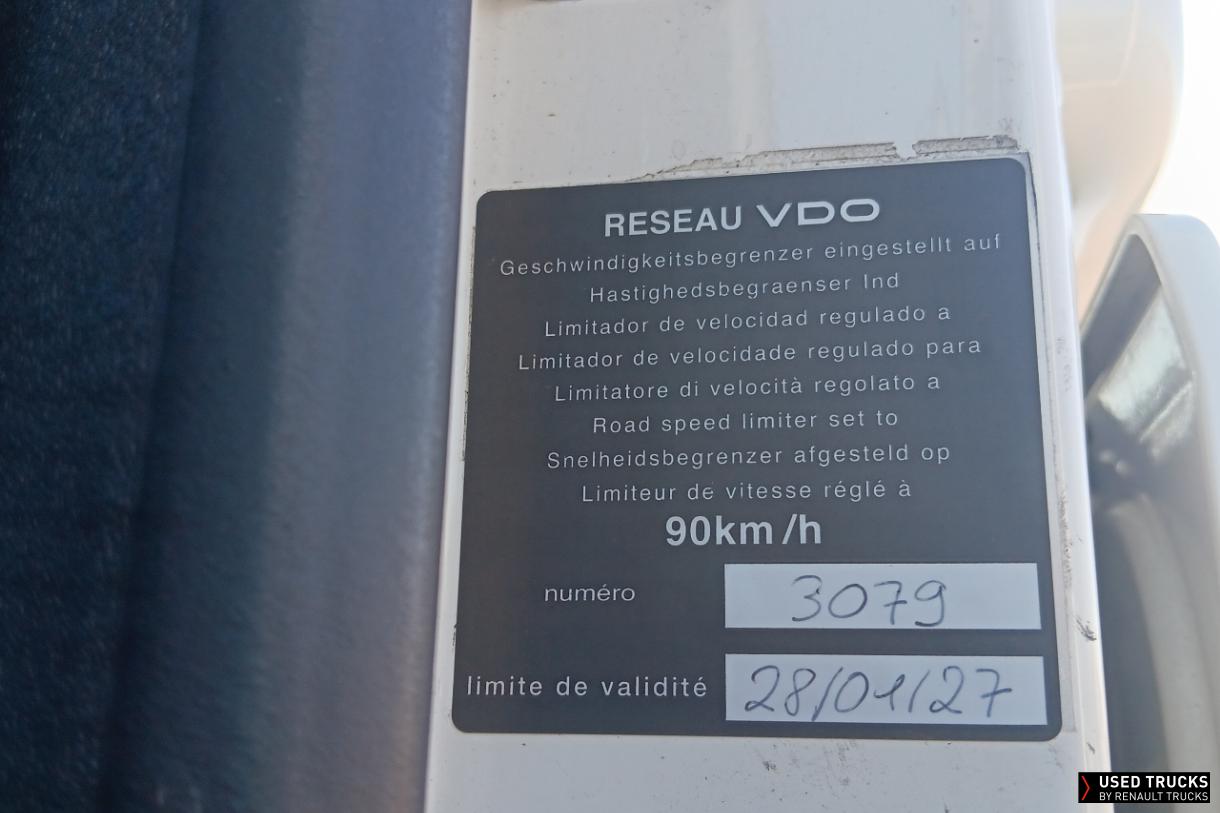 RESEAU VDO
Geschwindigkeitsbegrenzer eingestellt auf
Hastighedsbegraenser Ind
Limitador de velocidad regulado a
Limitador de velocidade regulado para
Limitatore di velocità regolato a
Road speed limiter set to
Snelheidsbegrenzer afgesteld op
Limiteur de vitesse réglé à
90km/h
numéro 3079
limite de validité 28/01/27
USED TRUCKS
BY RENAULT TRUCKS